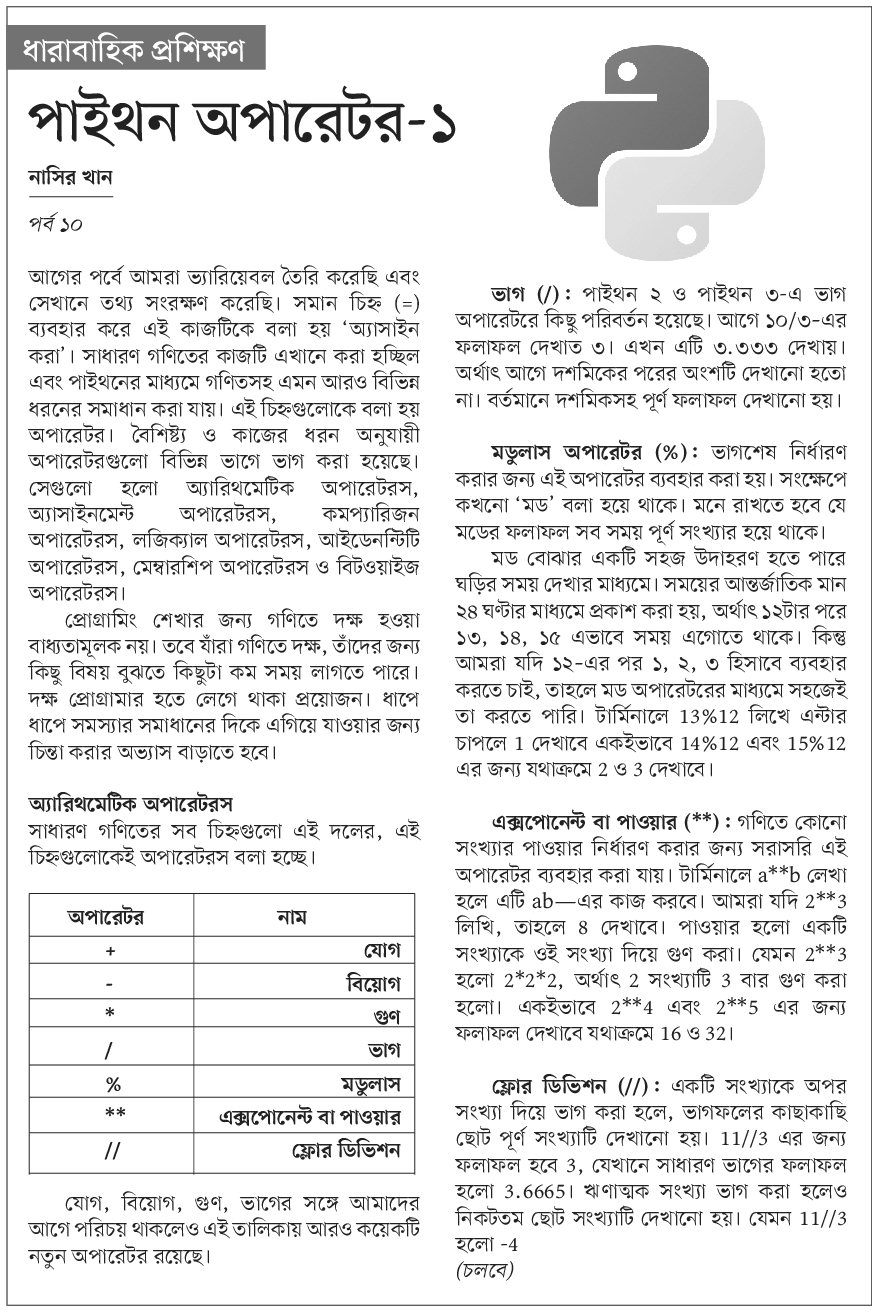 ধারাবাহিক প্রশিক্ষণ
পাইথন অপারেটর-১
নাসির খান
পর্ব ১০
আগের পর্বে আমরা ভ্যারিয়েবল তৈরি করেছি এবং
সেখানে তথ্য সংরক্ষণ করেছি। সমান চিহ্ন (=)
ব্যবহার করে এই কাজটিকে বলা হয় ‘অ্যাসাইন
করা’। সাধারণ গণিতের কাজটি এখানে করা হচ্ছিল
এবং পাইথনের মাধ্যমে গণিতসহ এমন আরও বিভিন্ন
ধরনের সমাধান করা যায়। এই চিহ্নগুলোকে বলা হয়
অপারেটর। বৈশিষ্ট্য ও কাজের ধরন অনুযায়ী
অপারেটরগুলো বিভিন্ন ভাগে ভাগ করা হয়েছে।
সেগুলো হলো অ্যারিথমেটিক অপারেটরস,
অ্যাসাইনমেন্ট অপারেটরস, কমপ্যারিজন
অপারেটরস, লজিক্যাল অপারেটরস, আইডেনন্টিটি
অপারেটরস, মেম্বারশিপ অপারেটরস ও বিটওয়াইজ
অপারেটরস।
প্রোগ্রামিং শেখার জন্য গণিতে দক্ষ হওয়া
বাধ্যতামূলক নয়। তবে যাঁরা গণিতে দক্ষ, তাঁদের জন্য
কিছু বিষয় বুঝতে কিছুটা কম সময় লাগতে পারে।
দক্ষ প্রোগ্রামার হতে লেগে থাকা প্রয়োজন। ধাপে
ধাপে সমস্যার সমাধানের দিকে এগিয়ে যাওয়ার জন্য
চিন্তা করার অভ্যাস বাড়াতে হবে।
অ্যারিথমেটিক অপারেটরস
সাধারণ গণিতের সব চিহ্নগুলো এই দলের, এই
চিহ্নগুলোকেই অপারেটরস বলা হচ্ছে।
অপারেটর নাম
+ যোগ
- বিয়োগ
* গুণ
/ ভাগ
% মডুলাস
** এক্সপোনেন্ট বা পাওয়ার
// ফ্লোর ডিভিশন
যোগ, বিয়োগ, গুণ, ভাগের সঙ্গে আমাদের
আগে পরিচয় থাকলেও এই তালিকায় আরও কয়েকটি
নতুন অপারেটর রয়েছে।
ভাগ (/) : পাইথন ২ ও পাইথন ৩-এ ভাগ
অপারেটরে কিছু পরিবর্তন হয়েছে। আগে ১০/৩-এর
ফলাফল দেখাত ৩। এখন এটি ৩.৩৩৩ দেখায়।
অর্থাৎ আগে দশমিকের পরের অংশটি দেখানো হতো
না। বর্তমানে দশমিকসহ পূর্ণ ফলাফল দেখানো হয়।
মডুলাস অপারেটর (%) : ভাগশেষ নির্ধারণ
করার জন্য এই অপারেটর ব্যবহার করা হয়। সংক্ষেপে
কখনো ‘মড’ বলা হয়ে থাকে। মনে রাখতে হবে যে
মডের ফলাফল সব সময় পূর্ণ সংখ্যার হয়ে থাকে।
মড বোঝার একটি সহজ উদাহরণ হতে পারে
ঘড়ির সময় দেখার মাধ্যমে। সময়ের আন্তর্জাতিক মান
২৪ ঘণ্টার মাধ্যমে প্রকাশ করা হয়, অর্থাৎ ১২টার পরে
১৩, ১৪, ১৫ এভাবে সময় এগোতে থাকে। কিন্তু
আমরা যদি ১২-এর পর ১, ২, ৩ হিসাবে ব্যবহার
করতে চাই, তাহলে মড অপারেটরের মাধ্যমে সহজেই
তা করতে পারি। টার্মিনালে 13%12 লিখে এন্টার
চাপলে 1 দেখাবে একইভাবে 14%12 এবং 15%12
এর জন্য যথাক্রমে 2 ও 3 দেখাবে।
এক্সপোনেন্ট বা পাওয়ার (**) : গণিতে কোনো
সংখ্যার পাওয়ার নির্ধারণ করার জন্য সরাসরি এই
অপারেটর ব্যবহার করা যায়। টার্মিনালে a**b লেখা
হলে এটি ab—এর কাজ করবে। আমরা যদি 2**3
লিখি, তাহলে 8 দেখাবে। পাওয়ার হলো একটি
সংখ্যাকে ওই সংখ্যা দিয়ে গুণ করা। যেমন 2**3
হলো 2*2*2, অর্থাৎ 2 সংখ্যাটি 3 বার গুণ করা
হলো। একইভাবে 2**4 এবং 2**5 এর জন্য
ফলাফল দেখাবে যথাক্রমে 16 ও 32।
ফ্লোর ডিভিশন (//) : একটি সংখ্যাকে অপর
সংখ্যা দিয়ে ভাগ করা হলে, ভাগফলের কাছাকাছি
ছোট পূর্ণ সংখ্যাটি দেখানো হয়। 11//3 এর জন্য
ফলাফল হবে 3, যেখানে সাধারণ ভাগের ফলাফল
হলো 3.6665। ঋণাত্মক সংখ্যা ভাগ করা হলেও
নিকটতম ছোট সংখ্যাটি দেখানো হয়। যেমন 11//3
হলো -4
(চলবে)